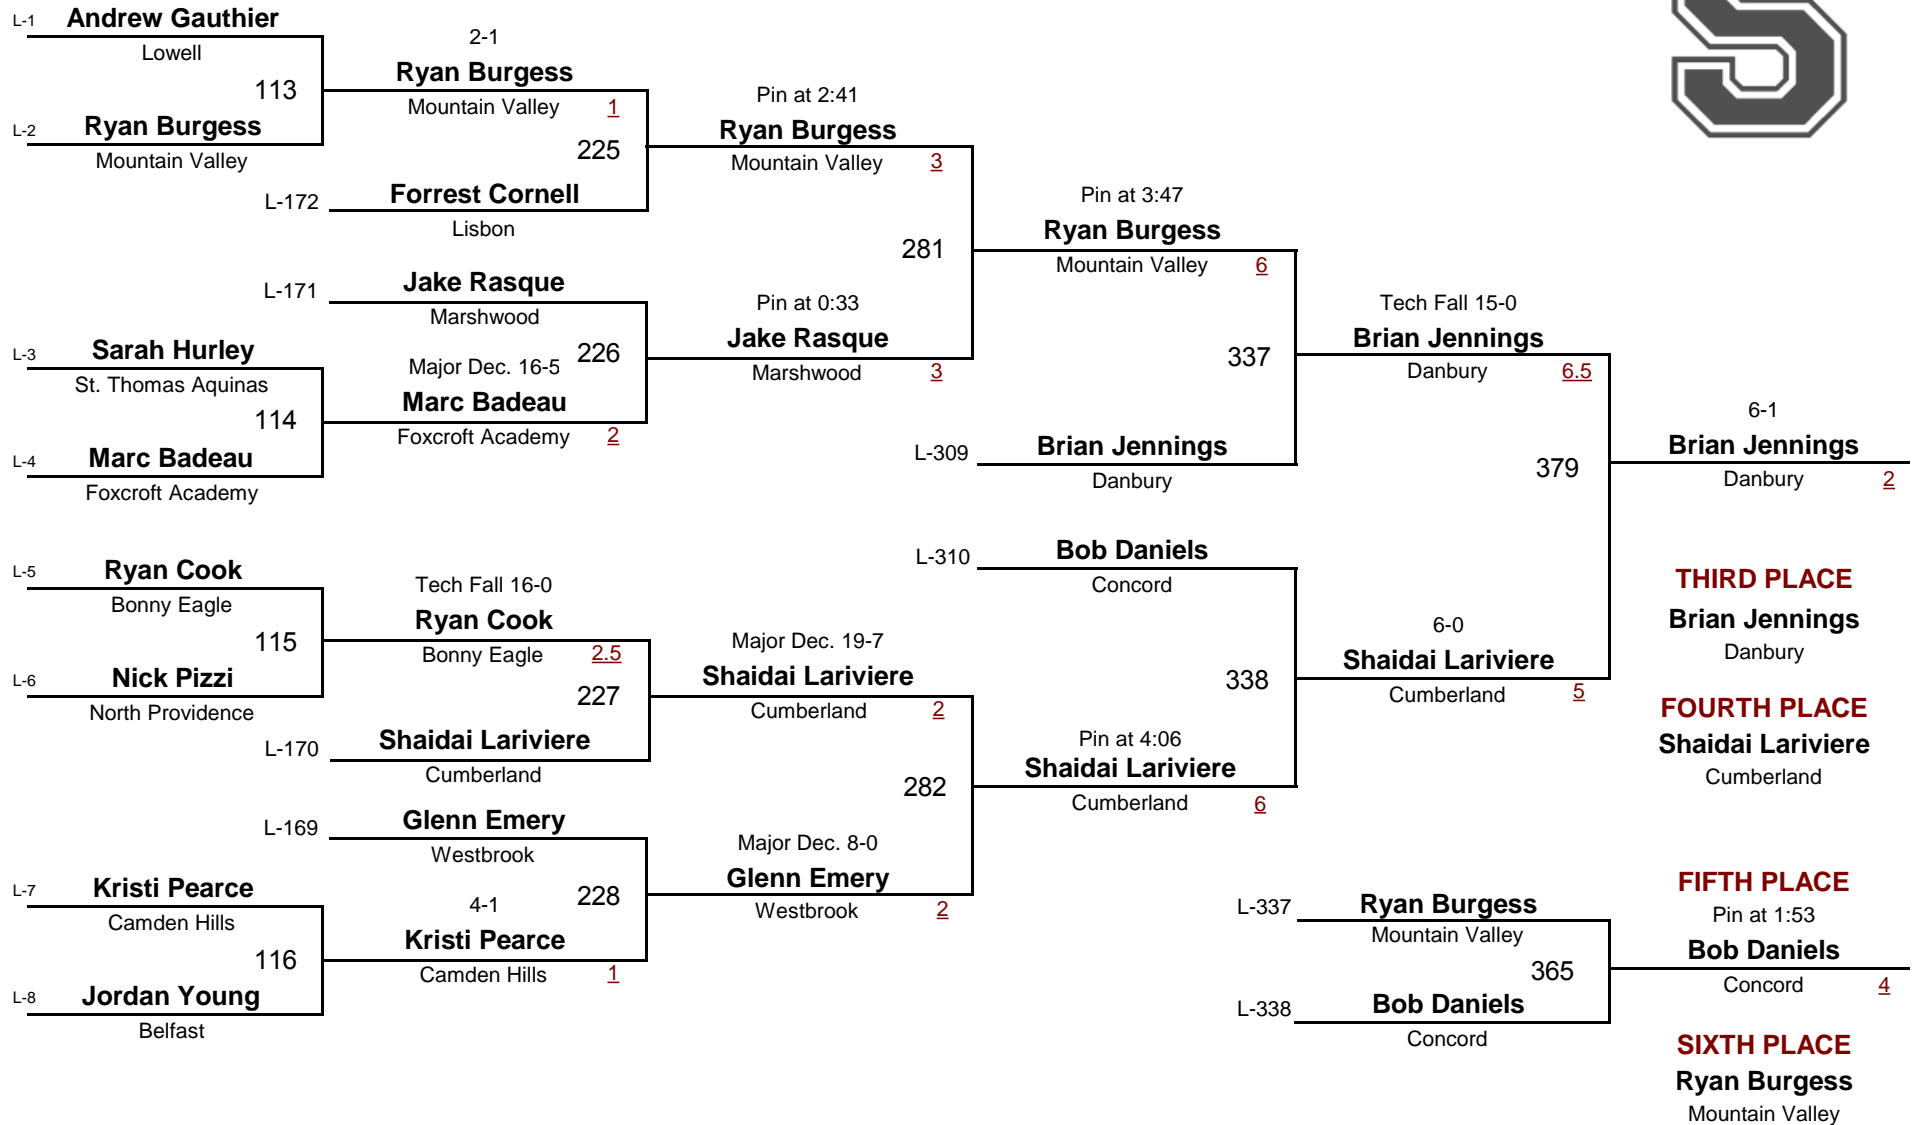 L-1
Andrew Gauthier
Lowell
113
L-2
Ryan Burgess
Mountain Valley
2-1
Ryan Burgess
Mountain Valley 1
225
L-172
Forrest Cornell
Lisbon
Pin at 2:41
Ryan Burgess
Mountain Valley 3
281
L-171
Jake Rasque
Marshwood
226
L-3
Sarah Hurley
St. Thomas Aquinas
114
L-4
Marc Badeau
Foxcroft Academy
Major Dec. 16-5
Marc Badeau
Foxcroft Academy 2
Pin at 0:33
Jake Rasque
Marshwood 3
Pin at 3:47
Ryan Burgess
Mountain Valley 6
337
L-309
Brian Jennings
Danbury
Tech Fall 15-0
Brian Jennings
Danbury 6.5
379
6-1
Brian Jennings
Danbury 2
L-5
Ryan Cook
Bonny Eagle
115
L-6
Nick Pizzi
North Providence
Tech Fall 16-0
Ryan Cook
Bonny Eagle 2.5
227
L-170
Shaidai Lariviere
Cumberland
Major Dec. 19-7
Shaidai Lariviere
Cumberland 2
282
L-169
Glenn Emery
Westbrook
228
L-7
Kristi Pearce
Camden Hills
116
L-8
Jordan Young
Belfast
4-1
Kristi Pearce
Camden Hills 1
Major Dec. 8-0
Glenn Emery
Westbrook 2
L-310
Bob Daniels
Concord
338
Pin at 4:06
Shaidai Lariviere
Cumberland 6
6-0
Shaidai Lariviere
Cumberland 5
THIRD PLACE
Brian Jennings
Danbury
FOURTH PLACE
Shaidai Lariviere
Cumberland
L-337
Ryan Burgess
Mountain Valley
365
L-338
Bob Daniels
Concord
FIFTH PLACE
Pin at 1:53
Bob Daniels
Concord 4
SIXTH PLACE
Ryan Burgess
Mountain Valley
S